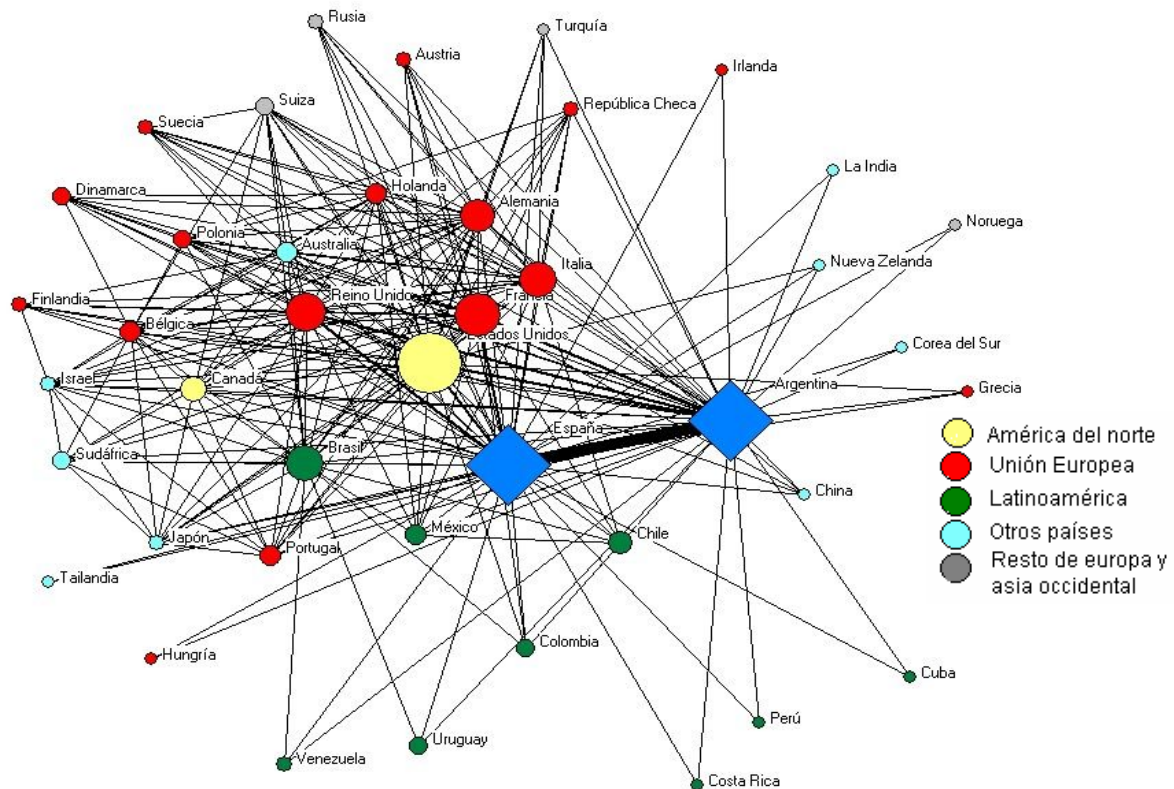 Rusia
Turquía
Austria
Irlanda
Suiza
República Checa
Suecia
La India
Dinamarca
Holanda
Alemania
Noruega
Polonia
Australia
Italia
Nueva Zelanda
Finlandia
Reino Unido
Francia
Bélgica
Estados Unidos
Corea del Sur
Israel
Canadá
Argentina
Grecia
España
Brasil
Sudáfrica
China
México
Chile
Japón
Portugal
Tailandia
Hungría
Colombia
Cuba
Perú
Uruguay
Venezuela
Costa Rica
América del norte
Unión Europea
Latinoamérica
Otros países
Resto de europa y
asia occidental